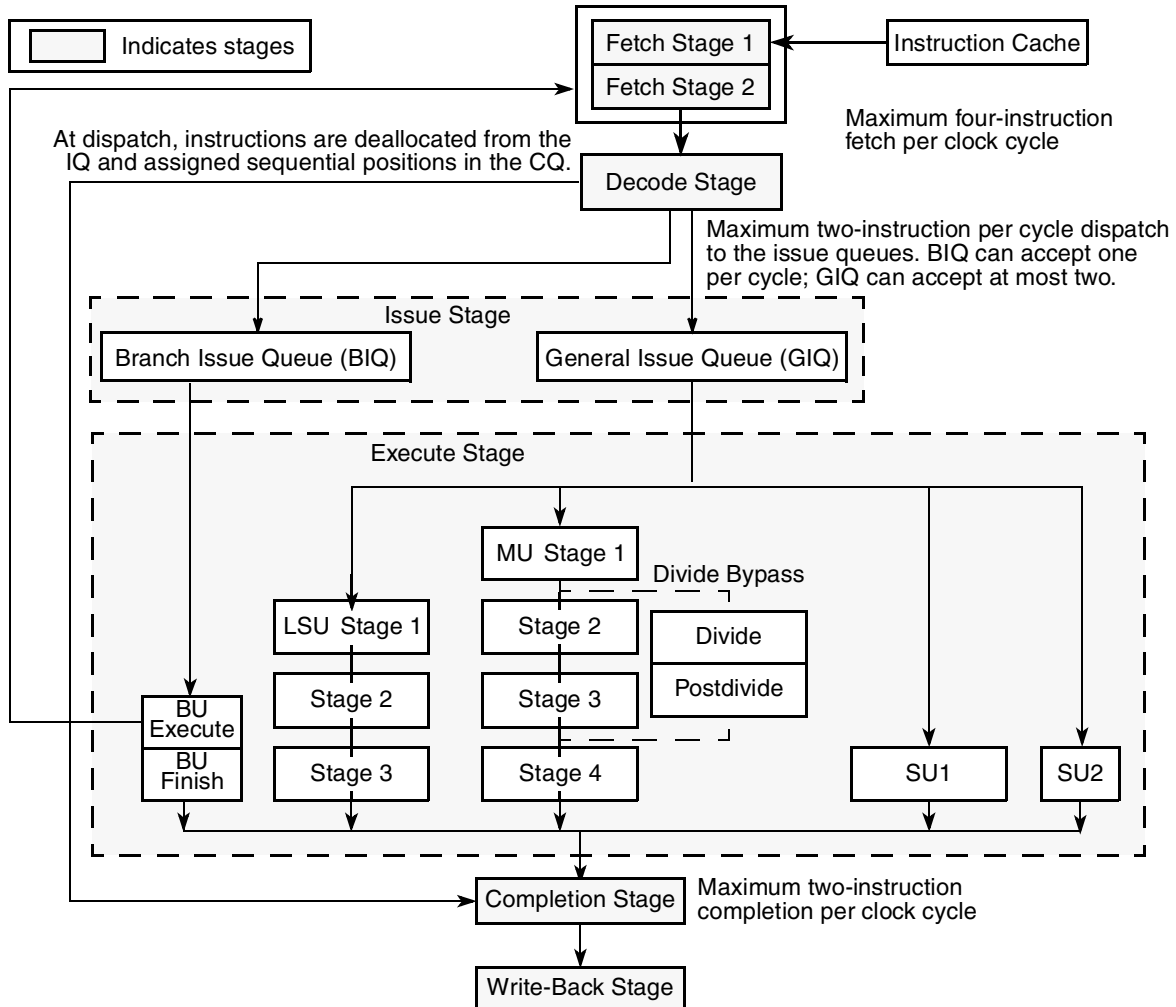 Indicates stages
Fetch Stage 1
Instruction Cache
Fetch Stage 2
Maximum four-instruction
fetch per clock cycle
At dispatch, instructions are deallocated from the
IQ and assigned sequential positions in the CQ.
Decode Stage
Maximum two-instruction per cycle dispatch
to the issue queues. BIQ can accept one
per cycle; GIQ can accept at most two.
Issue Stage
Branch Issue Queue (BIQ)
General Issue Queue (GIQ)
Execute Stage
MU Stage 1
Divide Bypass
LSU Stage 1
Stage 2
Divide
Stage 2
Stage 3
Postdivide
BU
Execute
BU
Finish
Stage 3
Stage 4
SU1
SU2
Completion Stage
Maximum two-instruction
completion per clock cycle
Write-Back Stage